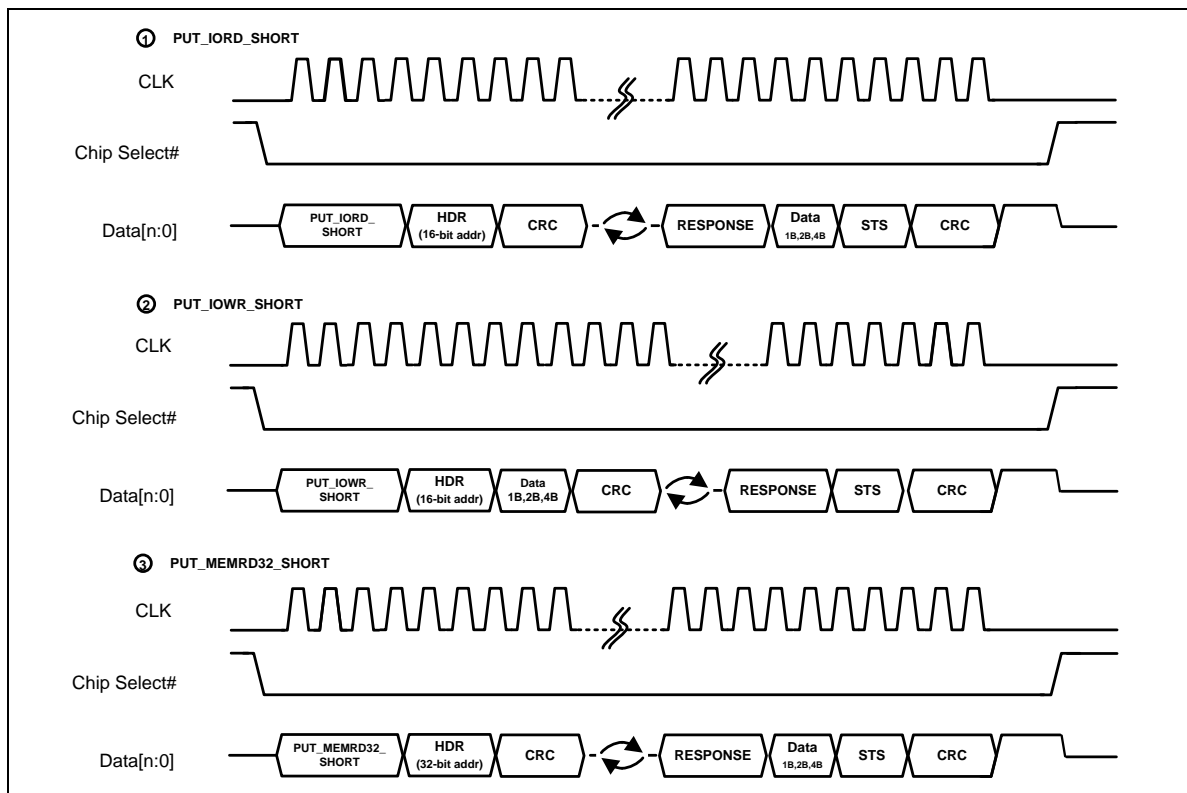 ① PUT_IORD_SHORT
CLK
Chip Select#
Data[n:0]
PUT_IORD_
SHORT
HDR
(16-bit addr)
CRC
RESPONSE
Data
1B,2B,4B
STS
CRC
② PUT_IOWR_SHORT
CLK
Chip Select#
Data[n:0]
PUT_IOWR_
SHORT
HDR
(16-bit addr)
Data
1B,2B,4B
CRC
RESPONSE
STS
CRC
③ PUT_MEMRD32_SHORT
CLK
Chip Select#
Data[n:0]
PUT_MEMRD32_
SHORT
HDR
(32-bit addr)
CRC
RESPONSE
Data
1B,2B,4B
STS
CRC